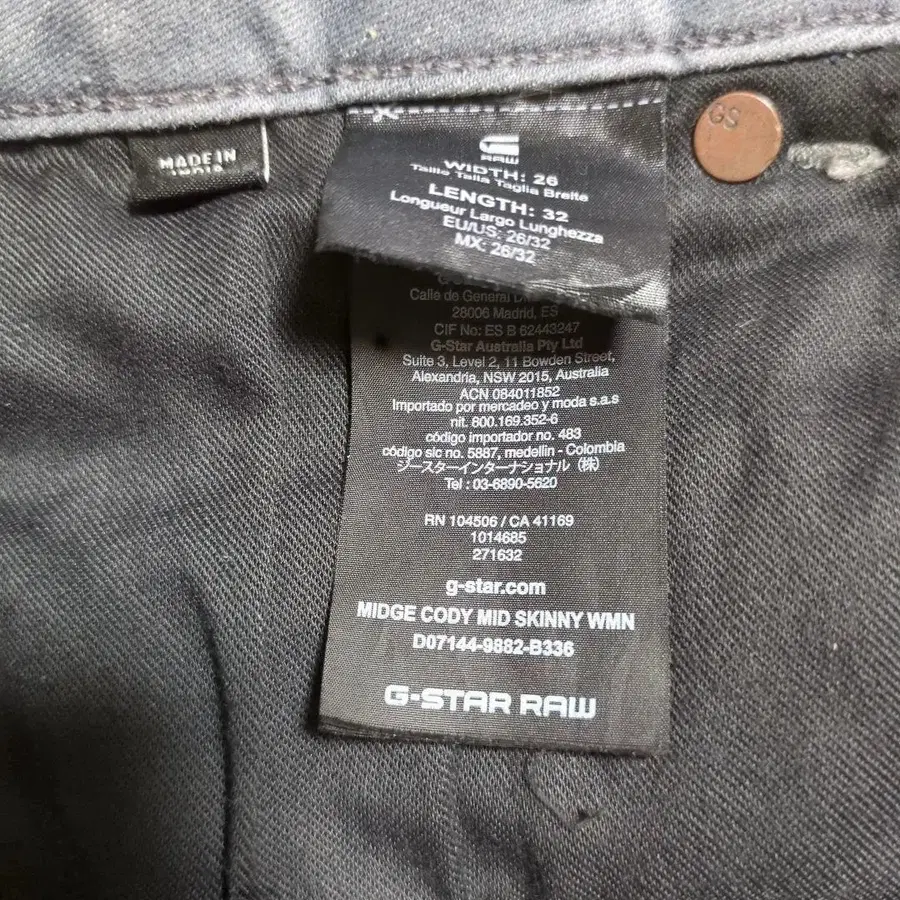 MADE IN
GS
RAW
WIDTH: 26
Taille Talla Taglia Breite
LENGTH: 32
Longueur Largo Lunghezza
EU/US: 26/32
MX: 26/32
Calle de General
28006 Madrid, ES
CIF No: ES B 62443247
G-Star Australia Pty Ltd
Suite 3, Level 2, 11 Bowden Street,
Alexandria, NSW 2015, Australia
ACN 084011852
Importado por mercadeo y moda s.a.s
nit. 800.169.352-6
código importador no. 483
código sic no. 5887, medellin - Colombia
ジースターインターナショナル (株)
Tel : 03-6890-5620
RN 104506 / CA 41169
1014685
271632
g-star.com
MIDGE CODY MID SKINNY WMN
D07144-9882-B336
G-STAR RAW